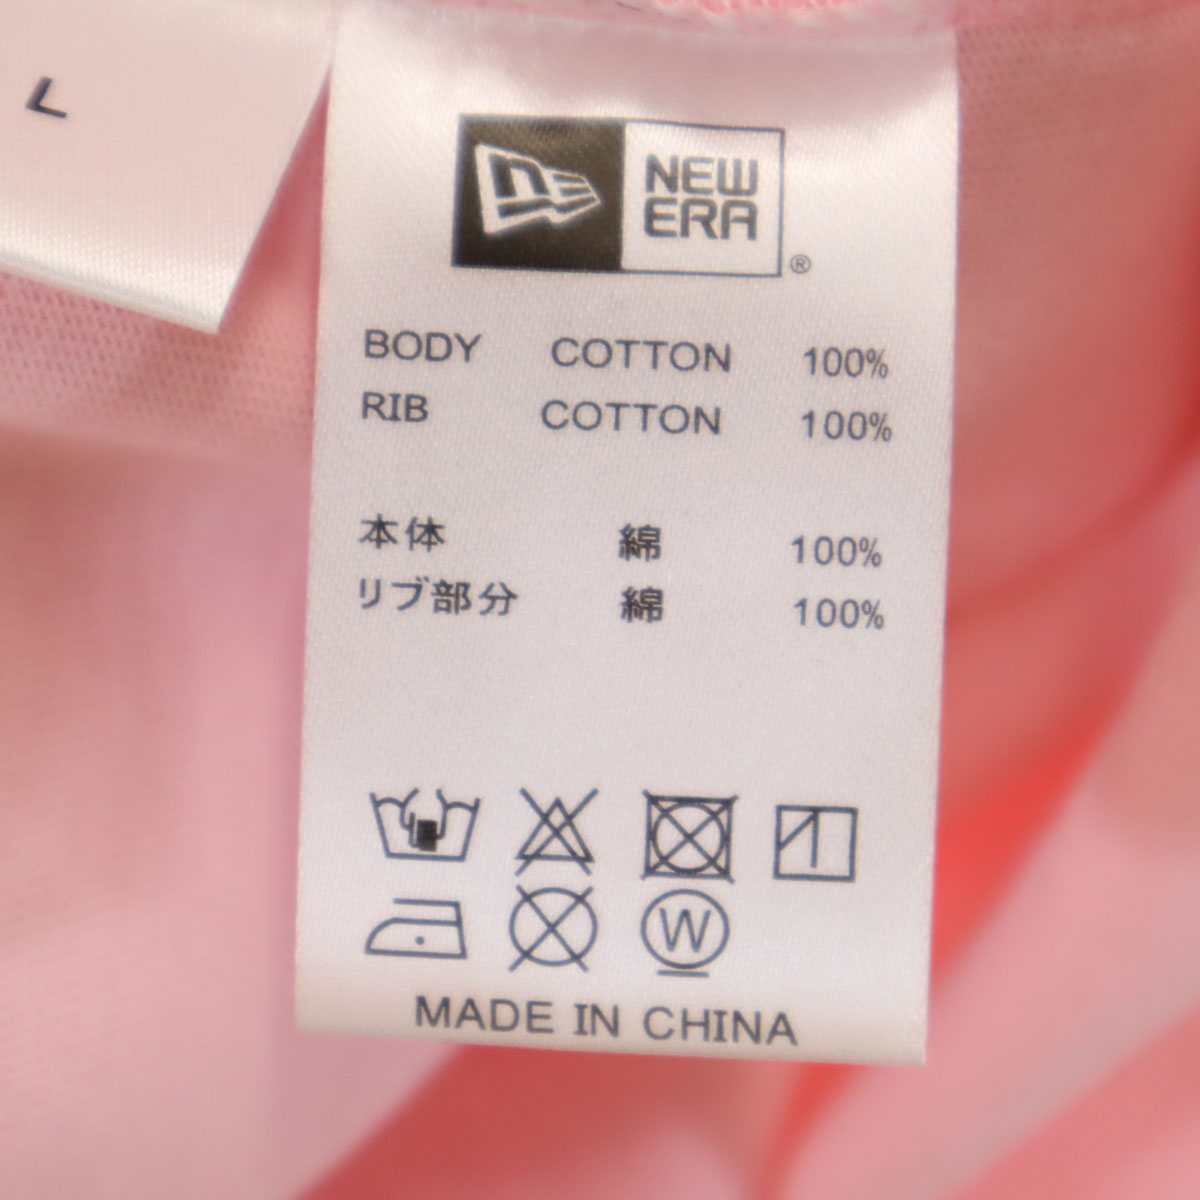 L
NEW
ERA
®
BODY COTTON 100%
RIB COTTON 100%
本体 綿 100%
リブ部分 綿 100%
W
MADE IN CHINA